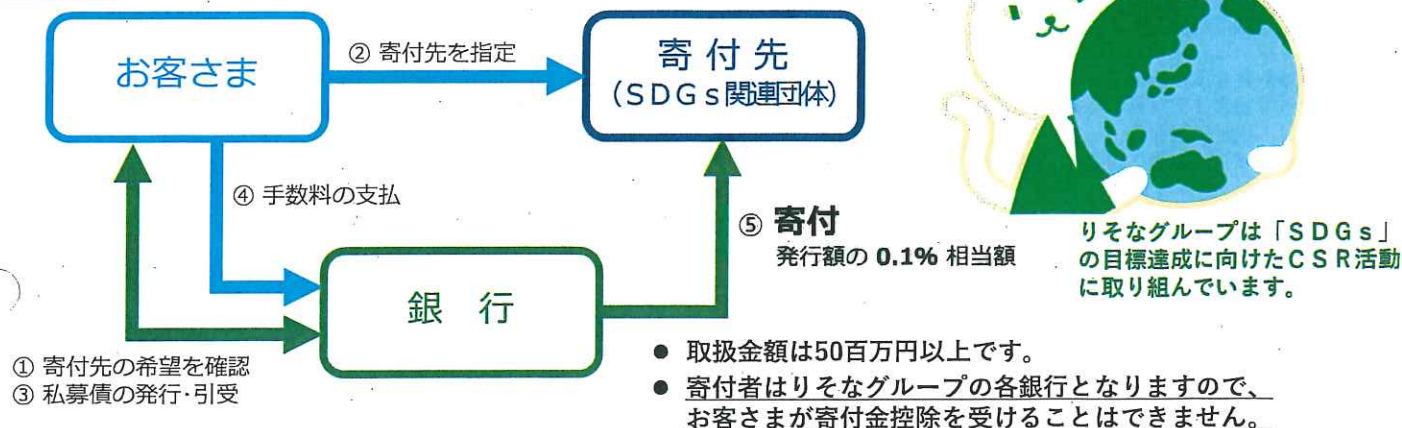 お客さま
② 寄付先を指定
寄 付 先
(SDGs関連団体)
④ 手数料の支払
⑤ 寄付
発行額の 0.1% 相当額
銀 行
① 寄付先の希望を確認
③ 私募債の発行・引受
りそなグループは「SDGs」
の目標達成に向けたCSR活動
に取り組んでいます。
● 取扱金額は50百万円以上です。
● 寄付者はりそなグループの各銀行となりますので、
お客さまが寄付金控除を受けることはできません。